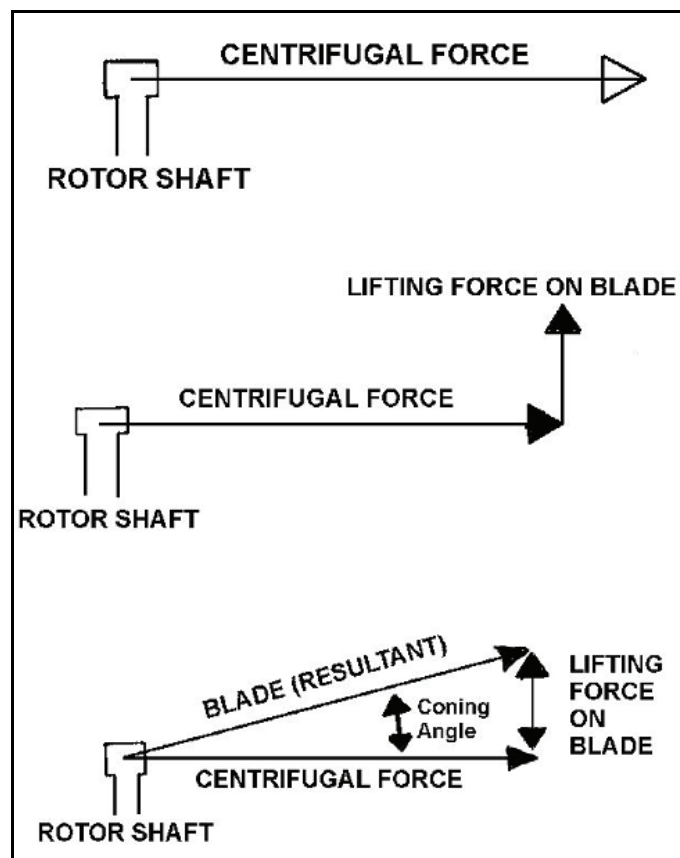 CENTRIFUGAL FORCE
ROTOR SHAFT
LIFTING FORCE ON BLADE
CENTRIFUGAL FORCE
ROTOR SHAFT
BLADE (RESULTANT)
Coning
Angle
LIFTING
FORCE
ON
BLADE
CENTRIFUGAL FORCE
ROTOR SHAFT